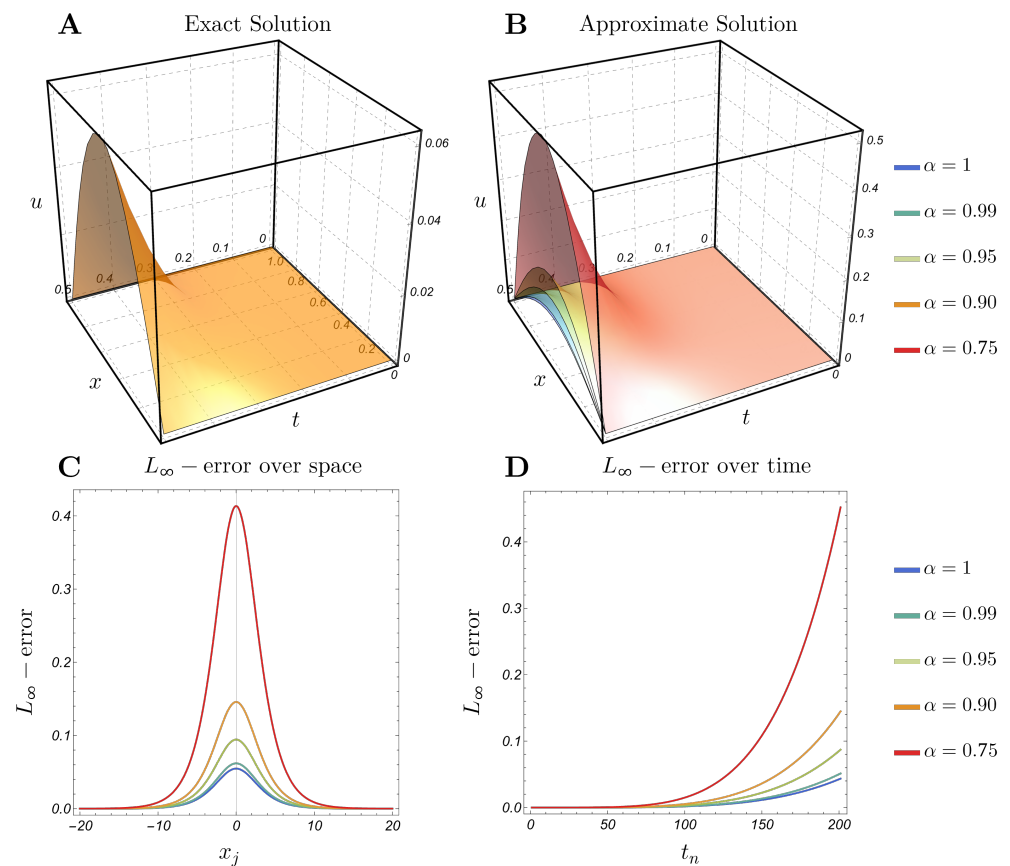 A Exact Solution
u
0.06
0.04
0.02
0
0.5
0.4
0.3
0.2
0.1
0
1.0
0.8
0.6
0.4
0.2
0
x
t
B Approximate Solution
u
0.5
0.4
0.3
0.2
0.1
0
0.5
0.4
0.3
0.2
0.1
0
0
x
t
α = 1
α = 0.99
α = 0.95
α = 0.90
α = 0.75
C L∞ − error over space
L∞ − error
0.4
0.3
0.2
0.1
0.0
−20 −10 0 10 20
xj
D L∞ − error over time
L∞ − error
0.4
0.3
0.2
0.1
0.0
0 50 100 150 200
tn
α = 1
α = 0.99
α = 0.95
α = 0.90
α = 0.75